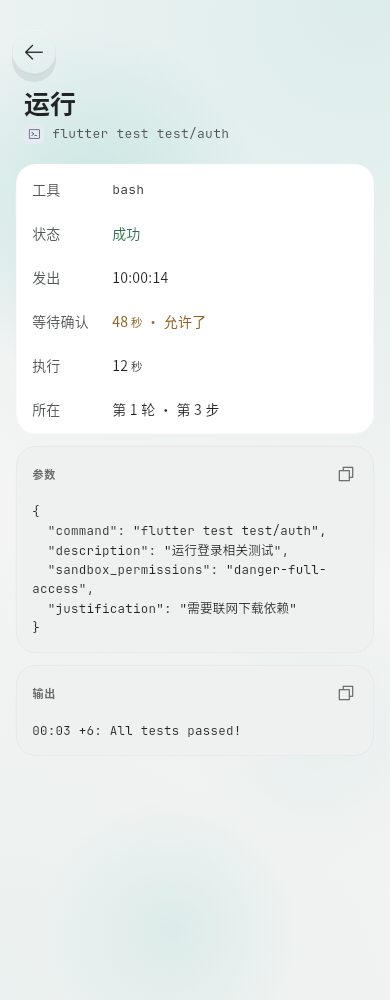 运行
flutter test test/auth
工具 bash
状态 成功
发出 10:00:14
等待确认 48 秒 · 允许了
执行 12 秒
所在 第 1 轮 · 第 3 步
参数
{
  "command": "flutter test test/auth",
  "description": "运行登录相关测试",
  "sandbox_permissions": "danger-full-
access",
  "justification": "需要联网下载依赖"
}
输出
00:03 +6: All tests passed!